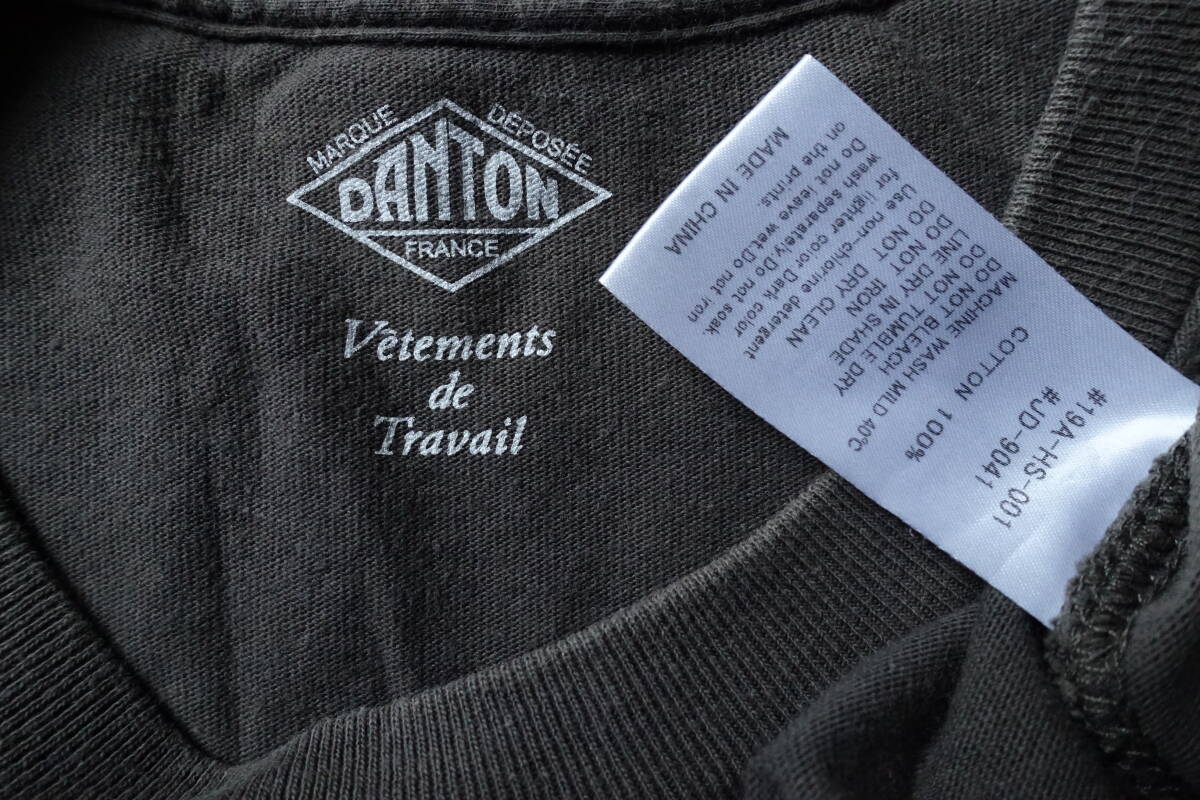 MARQUE DÉPOSÉE
DANTON
FRANCE
Vêtements
de
Travail
#19A-HS-001
#JD-9041
COTTON 100%
MACHINE WASH MILD 40℃
DO NOT BLEACH
DO NOT TUMBLE DRY
LINE DRY IN SHADE
DO NOT IRON
DO NOT DRY CLEAN
Use non-chlorine detergent
for lighter color Dark color
wash separately.Do not soak
Do not leave wet.Do not iron
on the prints.
MADE IN CHINA